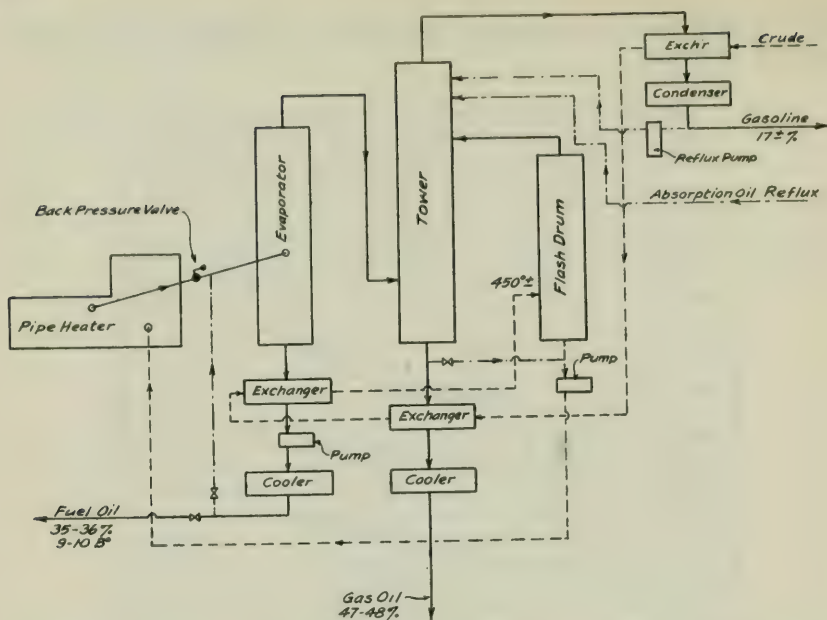 Exch'r
Crude
Condenser
Gasoline
17±%
Reflux Pump
Absorption Oil Reflux
Evaporator
Tower
Flash Drum
Back Pressure Valve
Pipe Heater
450°±
Pump
Exchanger
Exchanger
Pump
Cooler
Cooler
Fuel Oil
35-36%
9-10 B°
Gas Oil
47-48%